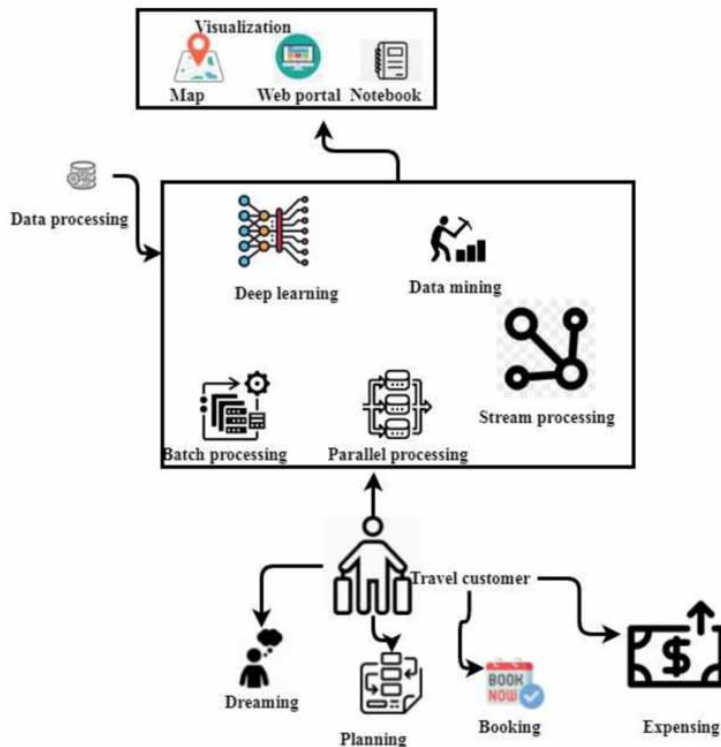 Visualization
Map
Web portal
Notebook
Data processing
Deep learning
Data mining
Stream processing
Batch processing
Parallel processing
Travel customer
Dreaming
Planning
BOOK
NOW
Booking
$
Expensing